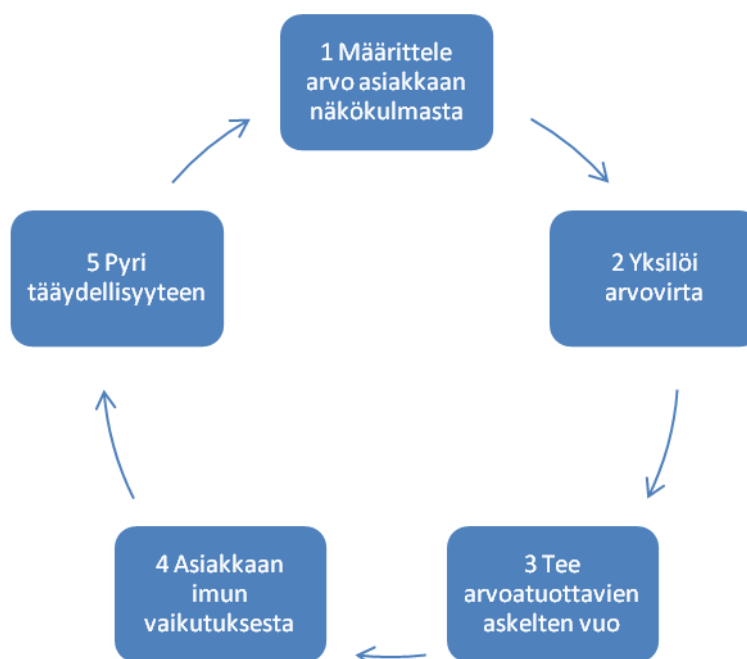 1 Määrittele
arvo asiakkaan
näkökulmasta
2 Yksilöi
arvovirta
3 Tee
arvoatuottavien
askelten vuo
4 Asiakkaan
imun
vaikutuksesta
5 Pyri
tääydellisyyteen